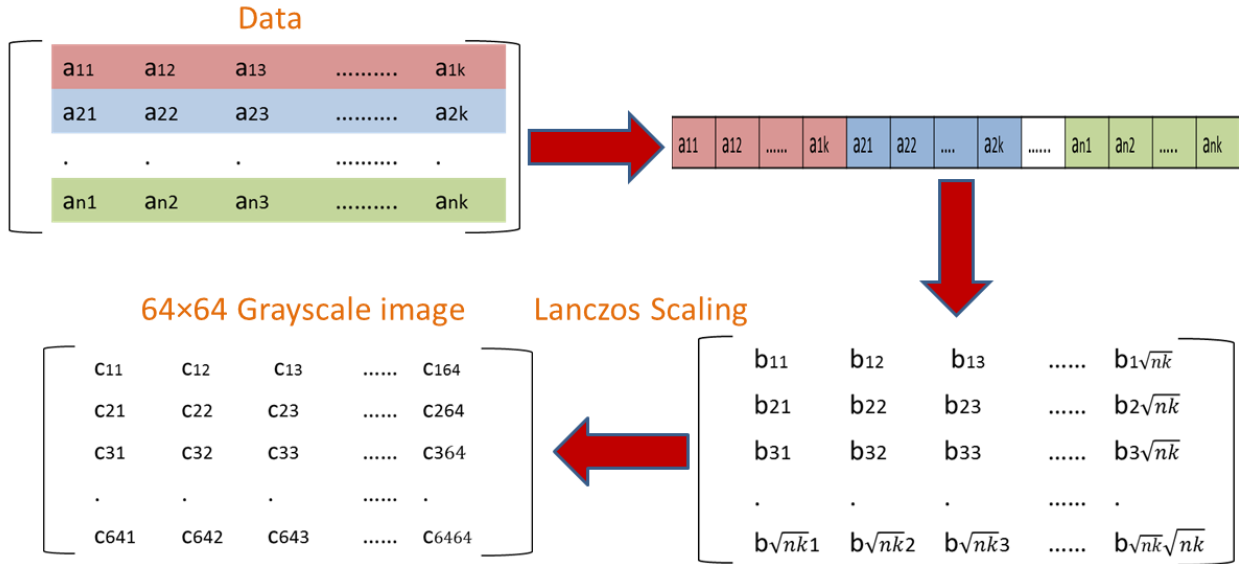 Data
a11 a12 a13 .......... a1k
a21 a22 a23 .......... a2k
. . . .......... .
an1 an2 an3 .......... ank
a11 a12 ...... a1k a21 a22 .... a2k ...... an1 an2 ..... ank
64×64 Grayscale image
Lanczos Scaling
c11 c12 c13 ...... c164
c21 c22 c23 ...... c264
c31 c32 c33 ...... c364
. . . ...... .
c641 c642 c643 ...... c6464
b11 b12 b13 ...... b1√nk
b21 b22 b23 ...... b2√nk
b31 b32 b33 ...... b3√nk
. . . ...... .
b√nk1 b√nk2 b√nk3 ...... b√nk√nk